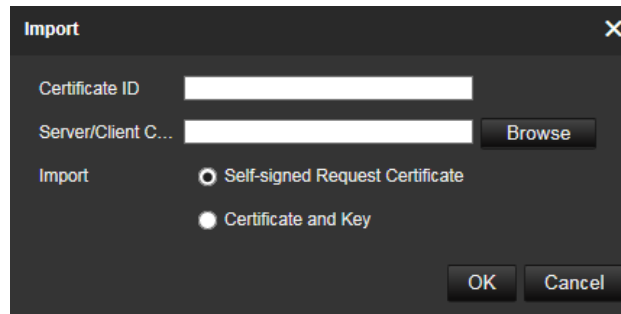 Import
Certificate ID
Server/Client C...
Browse
Import
Self-signed Request Certificate
Certificate and Key
OK
Cancel